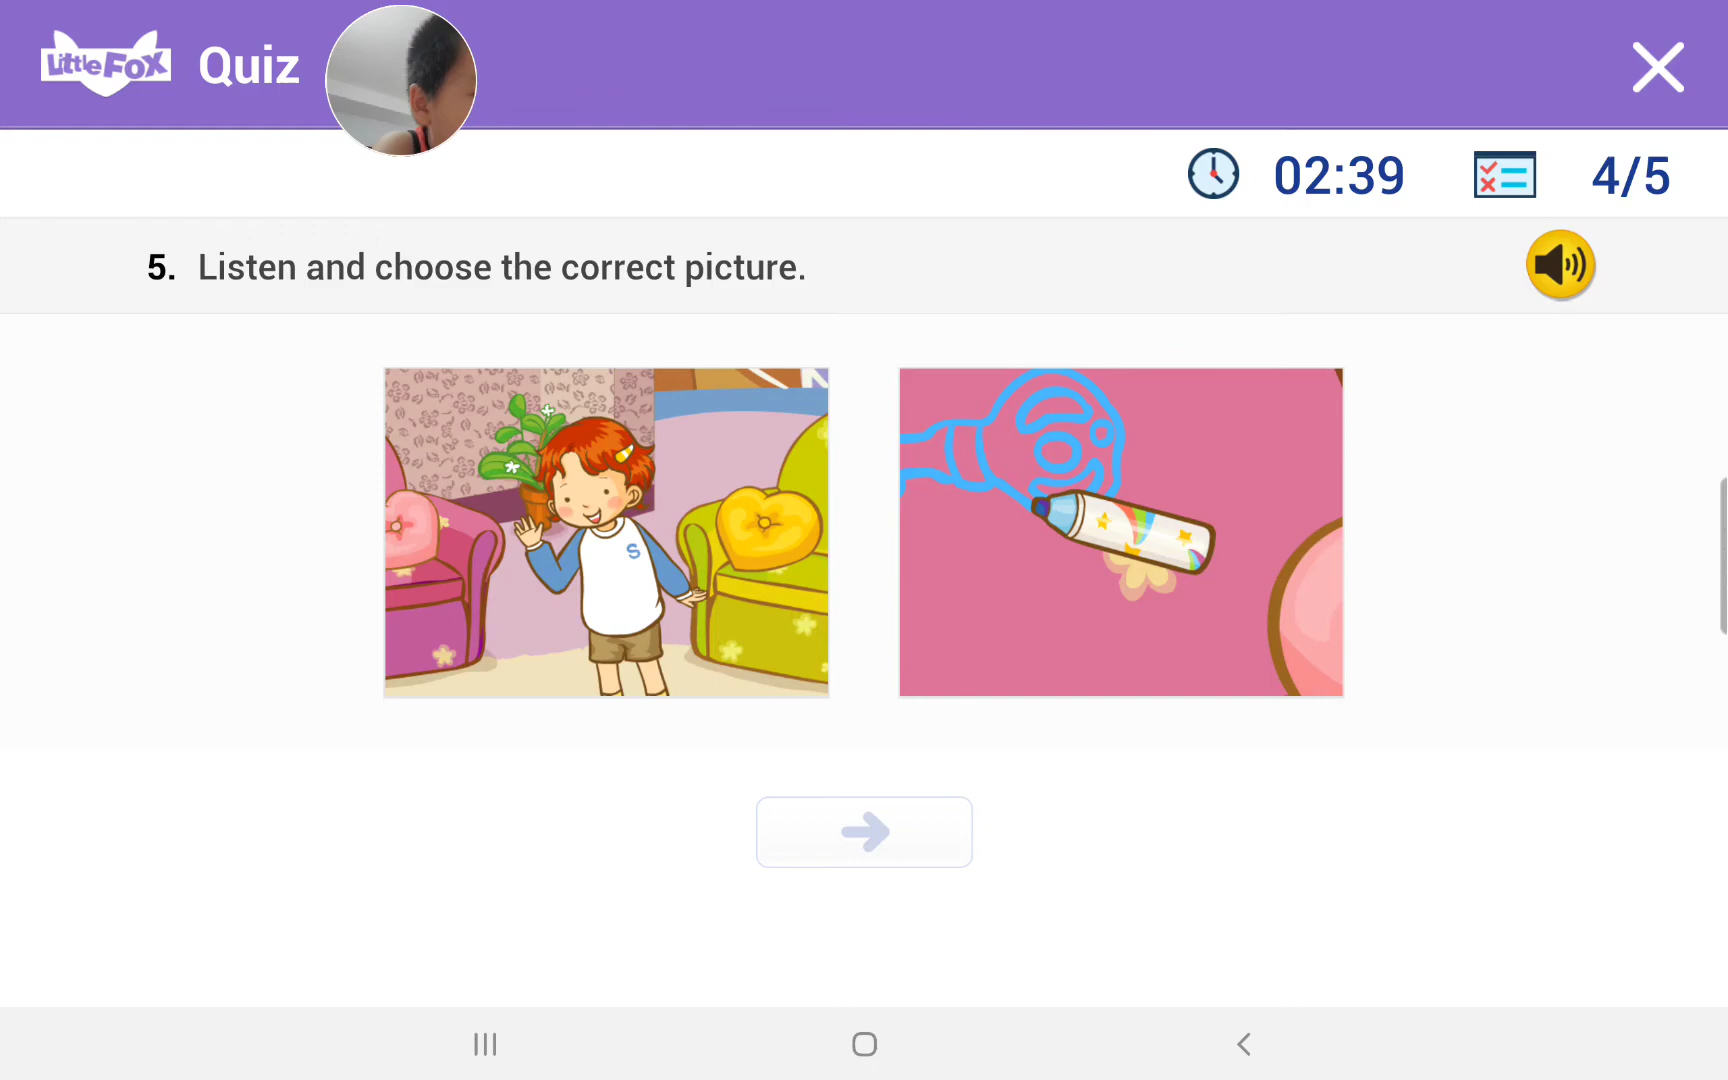 Little Fox Quiz
02:39 4/5
5. Listen and choose the correct picture.
S